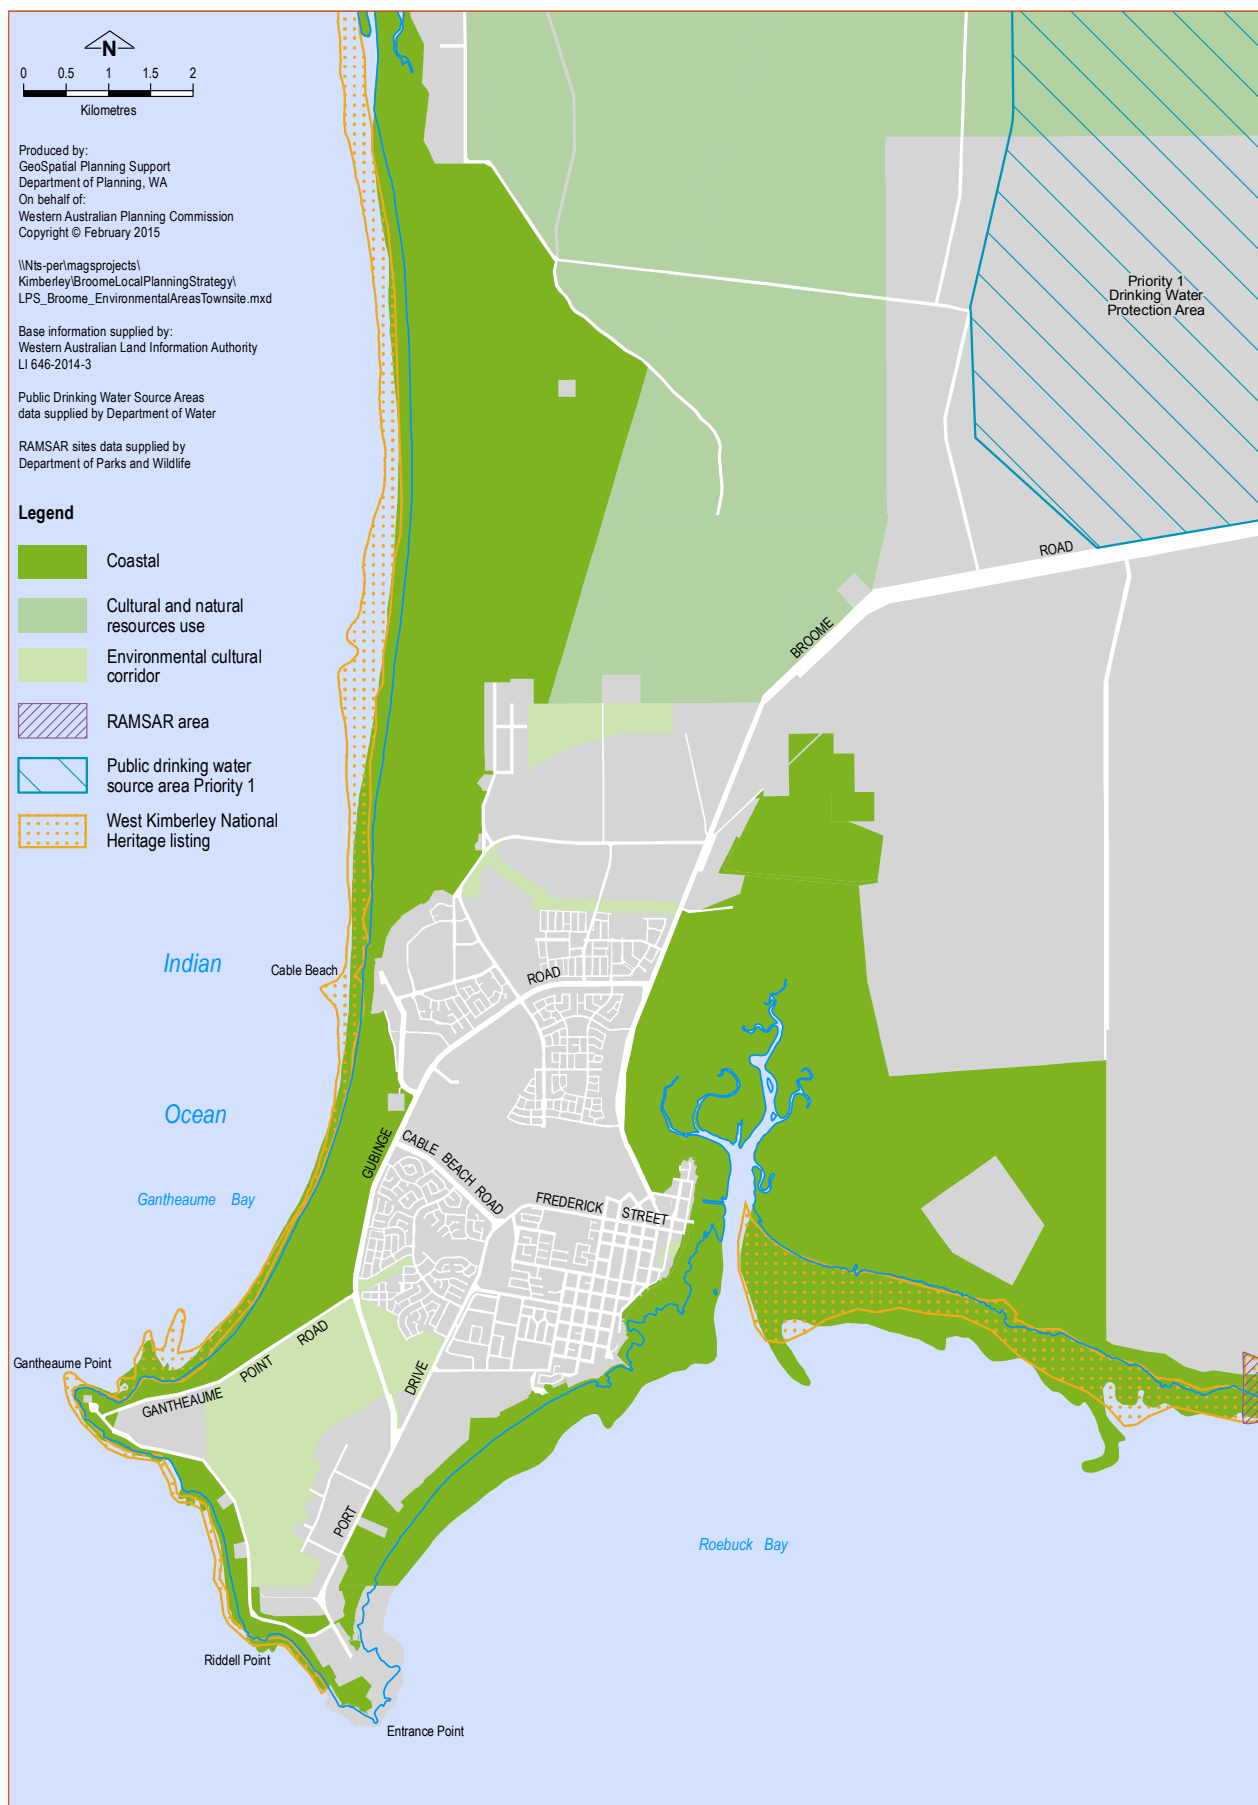 N
0 0.5 1 1.5 2
Kilometres
Produced by:
GeoSpatial Planning Support
Department of Planning, WA
On behalf of:
Western Australian Planning Commission
Copyright © February 2015
\\Nts-per\magsprojects\
Kimberley\BroomeLocalPlanningStrategy\
LPS_Broome_EnvironmentalAreasTownsite.mxd
Base information supplied by:
Western Australian Land Information Authority
LI 646-2014-3
Public Drinking Water Source Areas
data supplied by Department of Water
RAMSAR sites data supplied by
Department of Parks and Wildlife
Legend
Coastal
Cultural and natural
resources use
Environmental cultural
corridor
RAMSAR area
Public drinking water
source area Priority 1
West Kimberley National
Heritage listing
Priority 1
Drinking Water
Protection Area
ROAD
BROOME
Indian
Cable Beach
ROAD
Ocean
GUBINGE
CABLE BEACH ROAD
Gantheaume Bay
FREDERICK STREET
Gantheaume Point
GANTHEAUME POINT ROAD
DRIVE
PORT
Roebuck Bay
Riddell Point
Entrance Point